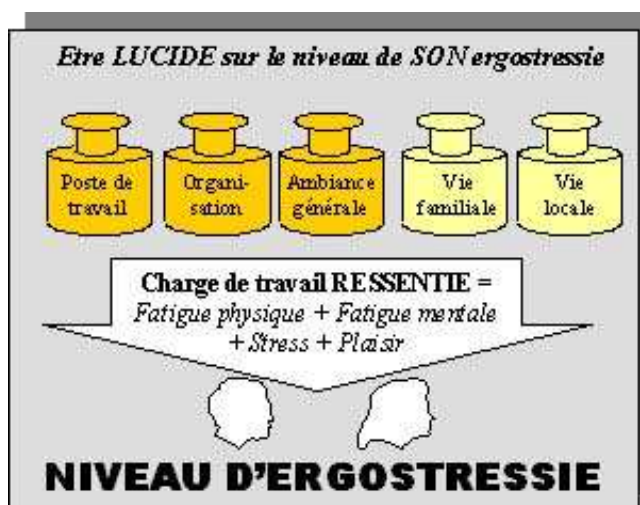 Etre LUCIDE sur le niveau de SON ergostressie
Poste de
travail
Organi-
sation
Ambiance
générale
Vie
familiale
Vie
locale
Charge de travail RESSENTIE =
Fatigue physique + Fatigue mentale
+ Stress + Plaisir
NIVEAU D'ERGOSTRESSIE